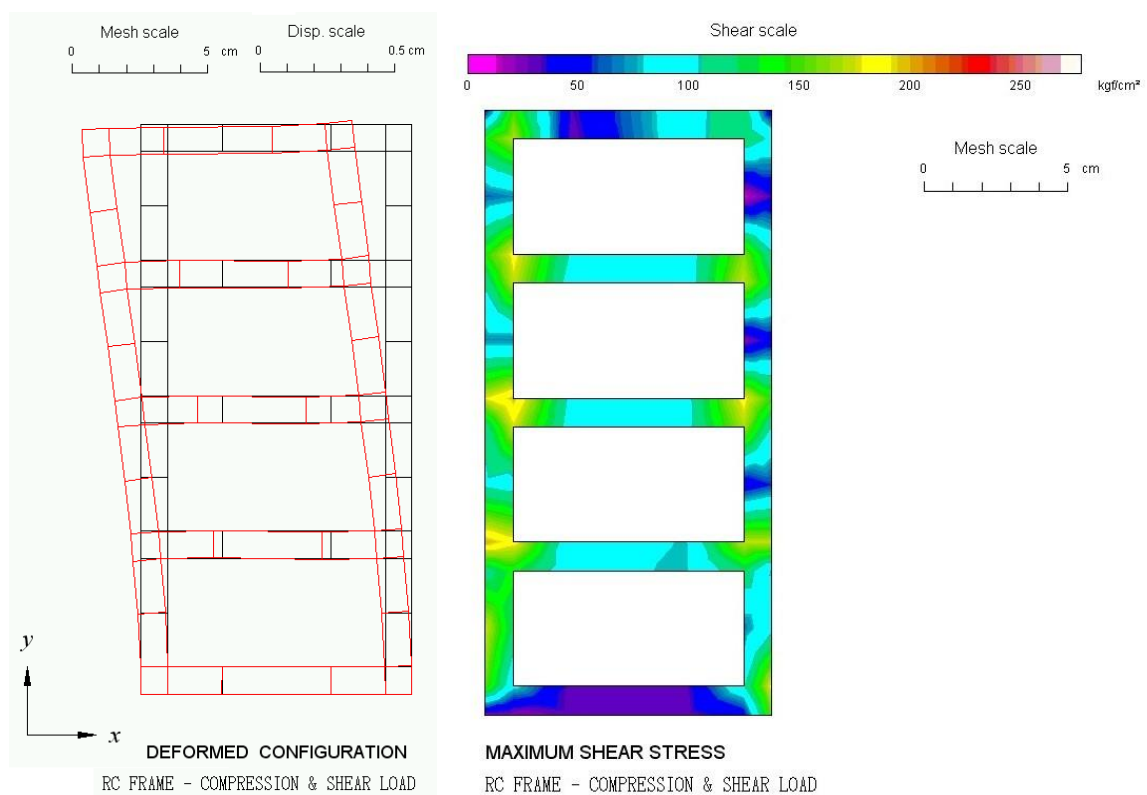 Mesh scale
0 5 cm
Disp. scale
0 0.5 cm
y
x
DEFORMED CONFIGURATION
RC FRAME - COMPRESSION & SHEAR LOAD
Shear scale
0 50 100 150 200 250 kgf/cm²
Mesh scale
0 5 cm
MAXIMUM SHEAR STRESS
RC FRAME - COMPRESSION & SHEAR LOAD